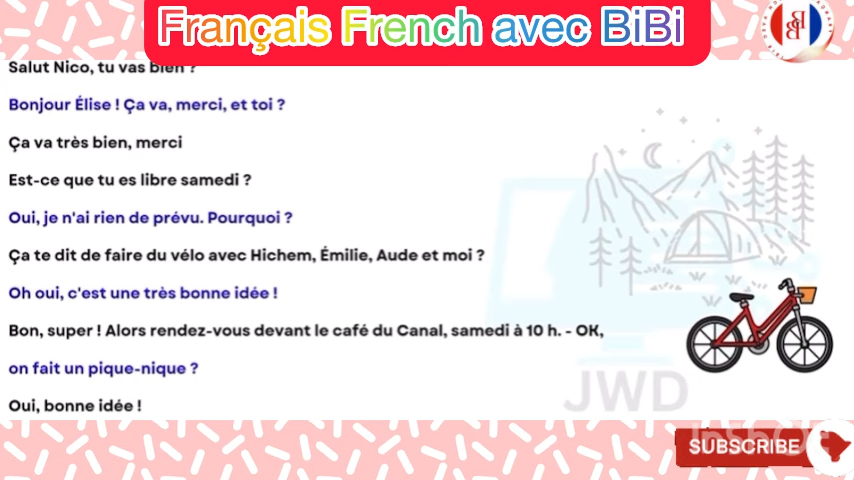 Français French avec BiBi
Salut Nico, tu vas bien ?
Bonjour Élise ! Ça va, merci, et toi ?
Ça va très bien, merci
Est-ce que tu es libre samedi ?
Oui, je n'ai rien de prévu. Pourquoi ?
Ça te dit de faire du vélo avec Hichem, Émilie, Aude et moi ?
Oh oui, c'est une très bonne idée !
Bon, super ! Alors rendez-vous devant le café du Canal, samedi à 10 h. - OK,
on fait un pique-nique ?
Oui, bonne idée !
JWD
SUBSCRIBE